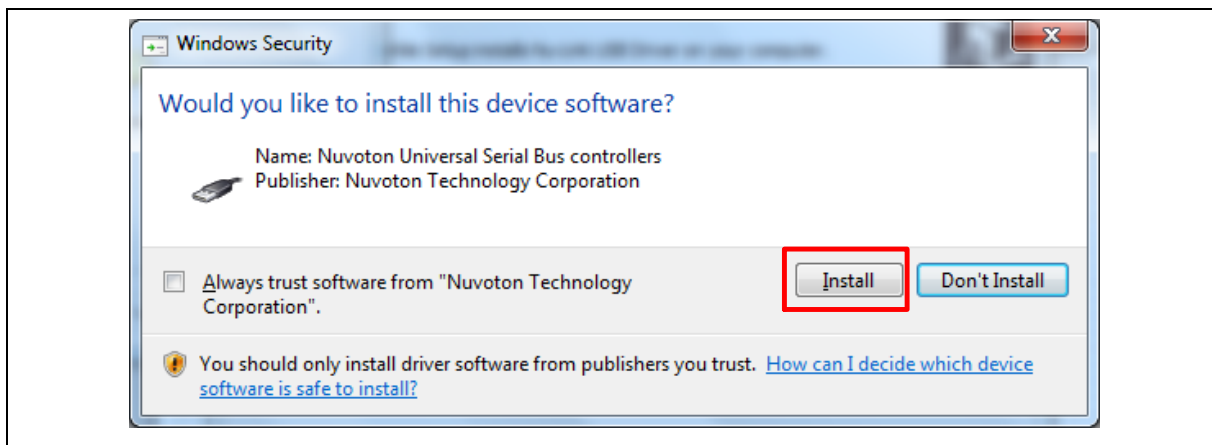 Windows Security
Would you like to install this device software?
Name: Nuvoton Universal Serial Bus controllers
Publisher: Nuvoton Technology Corporation
Always trust software from "Nuvoton Technology
Corporation".
Install
Don't Install
You should only install driver software from publishers you trust. How can I decide which device
software is safe to install?